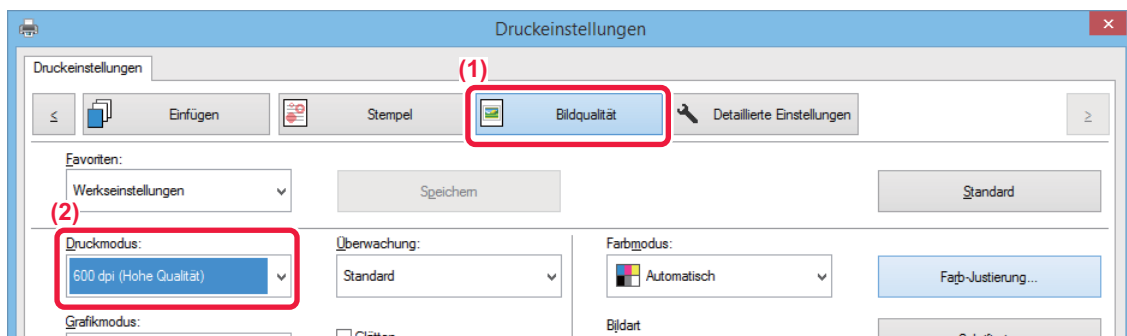 Druckeinstellungen
Druckeinstellungen
(1)
< Einfügen Stempel Bildqualität Detaillierte Einstellungen >
Favoriten:
Werkseinstellungen Speichern Standard
(2)
Druckmodus: Überwachung: Farbmodus:
600 dpi (Hohe Qualität) Standard Automatisch Farb-Justierung...
Grafikmodus: Bildart
Glätten